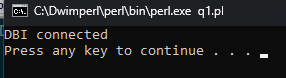 C:\Dwimperl\perl\bin\perl.exe q1.pl
DBI connected
Press any key to continue . . .